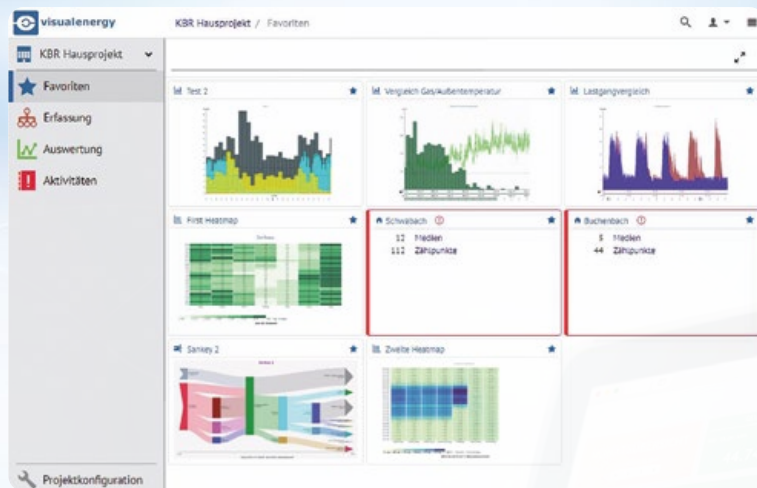 visualenergy
KBR Hausprojekt / Favoriten
KBR Hausprojekt
Favoriten
Erfassung
Auswertung
Aktivitäten
Test 2
Vergleich Gas/Außentemperatur
Lastgangvergleich
First Heatmap
Schwabach
12 Medien
112 Zählpunkte
Buchenbach
5 Medien
44 Zählpunkte
Sankey 2
Zweite Heatmap
Projektkonfiguration